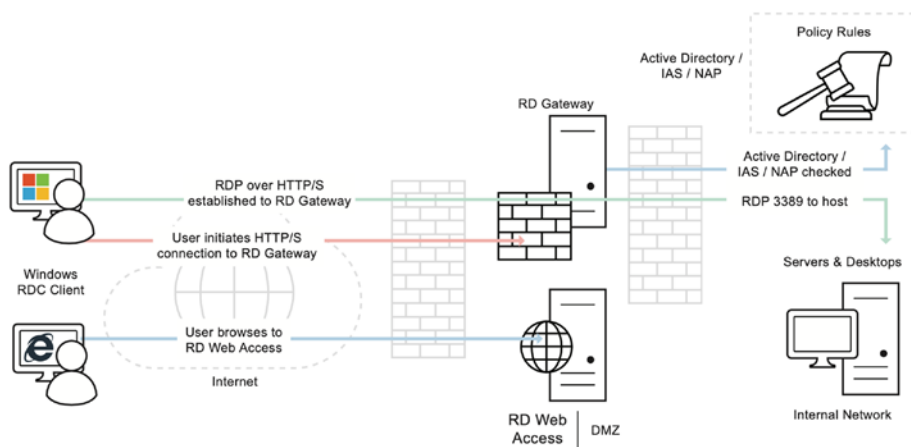 Policy Rules
Active Directory /
IAS / NAP
RD Gateway
RDP over HTTP/S
established to RD Gateway
Active Directory /
IAS / NAP checked
RDP 3389 to host
User initiates HTTP/S
connection to RD Gateway
Windows
RDC Client
Servers & Desktops
User browses to
RD Web Access
Internet
RD Web
Access
DMZ
Internal Network